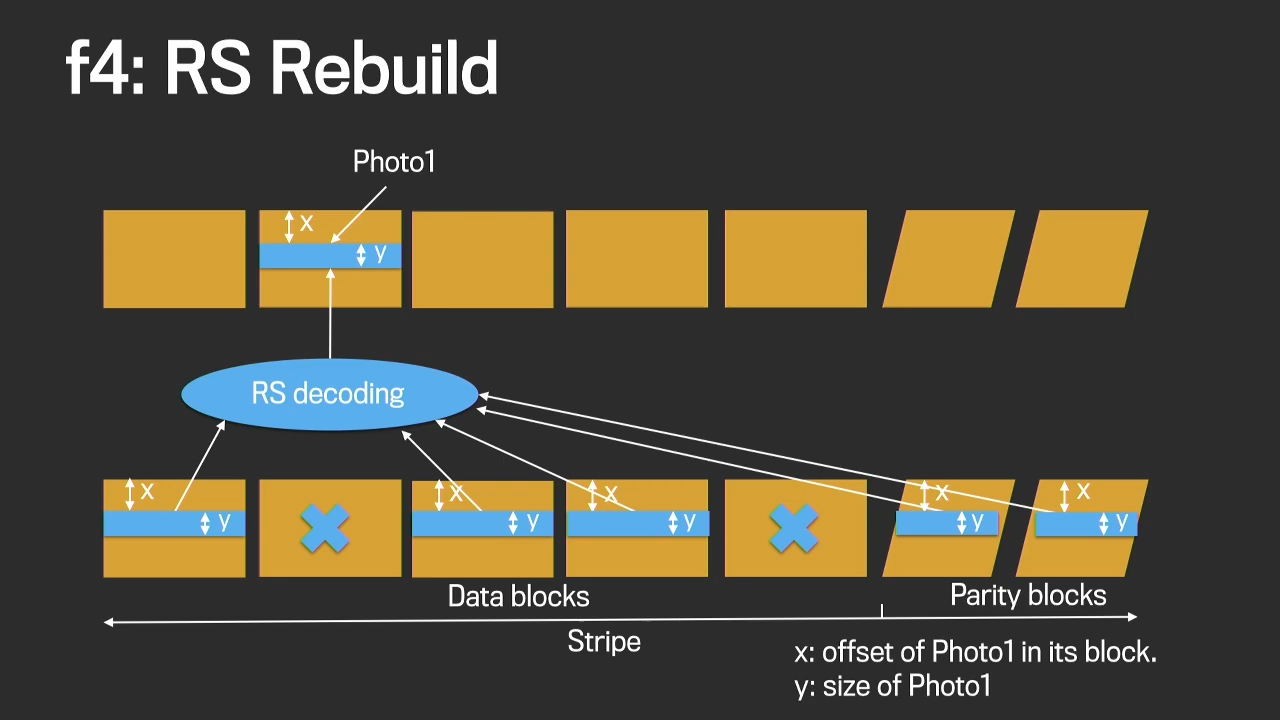 f4: RS Rebuild
Photo1
x
y
RS decoding
x
x
x
x
x
y
y
y
y
y
Data blocks
Parity blocks
Stripe
x: offset of Photo1 in its block.
y: size of Photo1